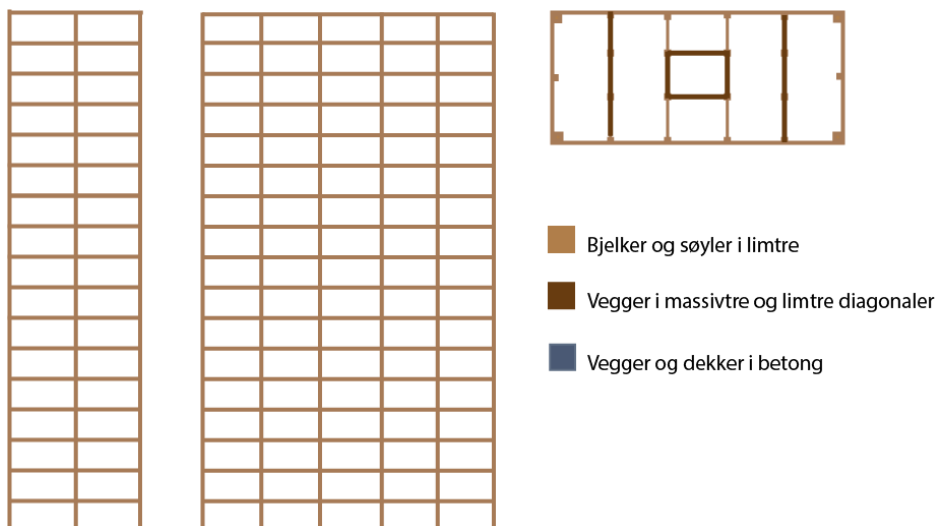 Bjelker og søyler i limtre
Vegger i massivtre og limtre diagonaler
Vegger og dekker i betong